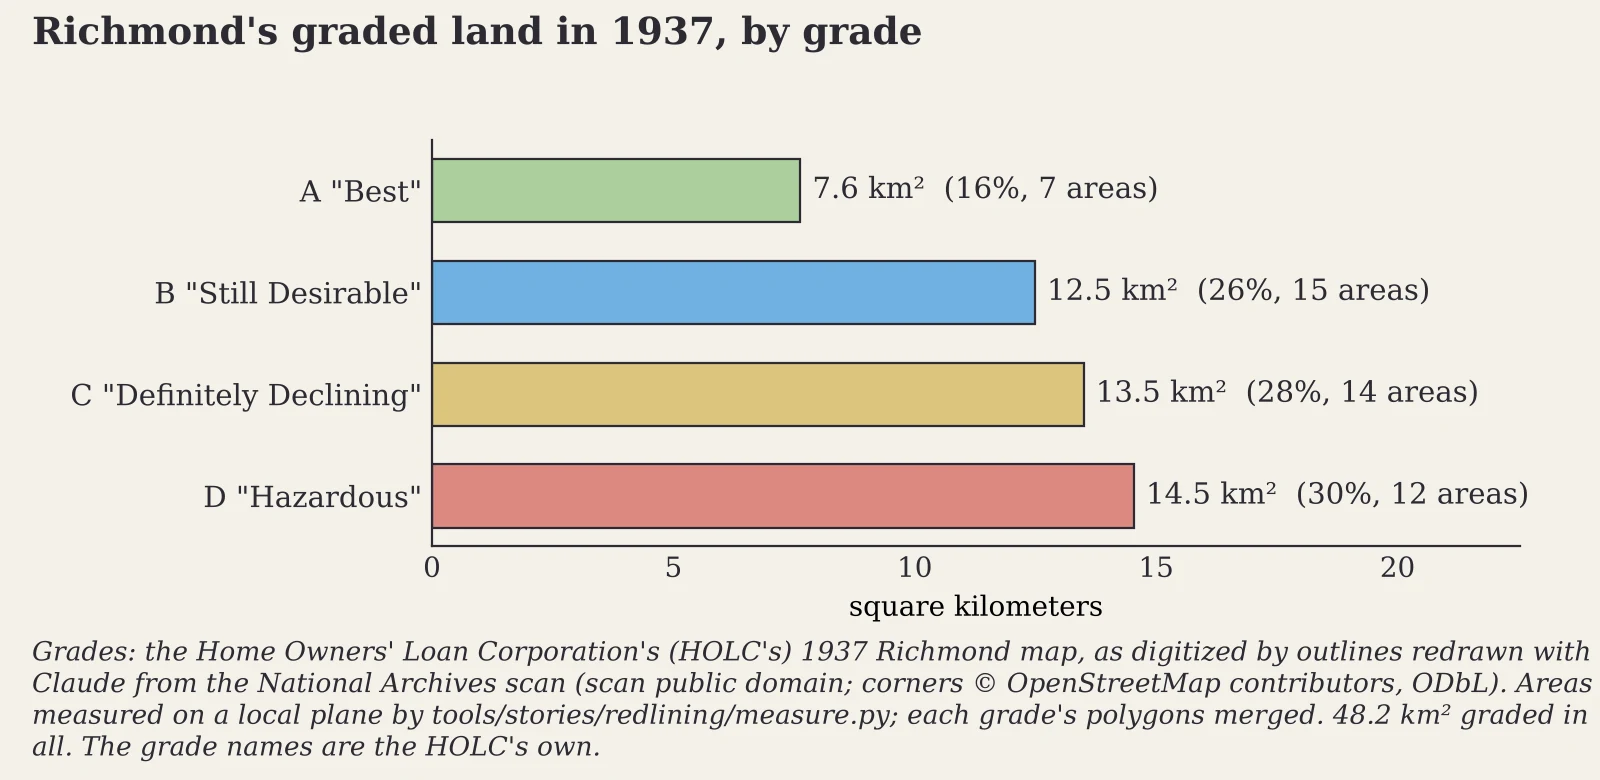 Richmond's graded land in 1937, by grade
A "Best"
7.6 km²  (16%, 7 areas)
B "Still Desirable"
12.5 km²  (26%, 15 areas)
C "Definitely Declining"
13.5 km²  (28%, 14 areas)
D "Hazardous"
14.5 km²  (30%, 12 areas)
0 5 10 15 20
square kilometers
Grades: the Home Owners' Loan Corporation's (HOLC's) 1937 Richmond map, as digitized by outlines redrawn with
Claude from the National Archives scan (scan public domain; corners © OpenStreetMap contributors, ODbL). Areas
measured on a local plane by tools/stories/redlining/measure.py; each grade's polygons merged. 48.2 km² graded in
all. The grade names are the HOLC's own.